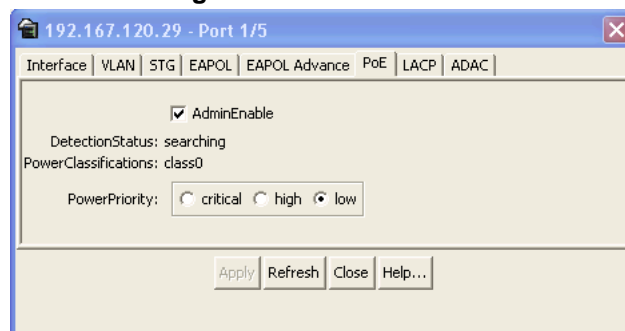 192.167.120.29 - Port 1/5
Interface VLAN STG EAPOL EAPOL Advance PoE LACP ADAC
AdminEnable
DetectionStatus: searching
PowerClassifications: class0
PowerPriority: critical high low
Apply Refresh Close Help...